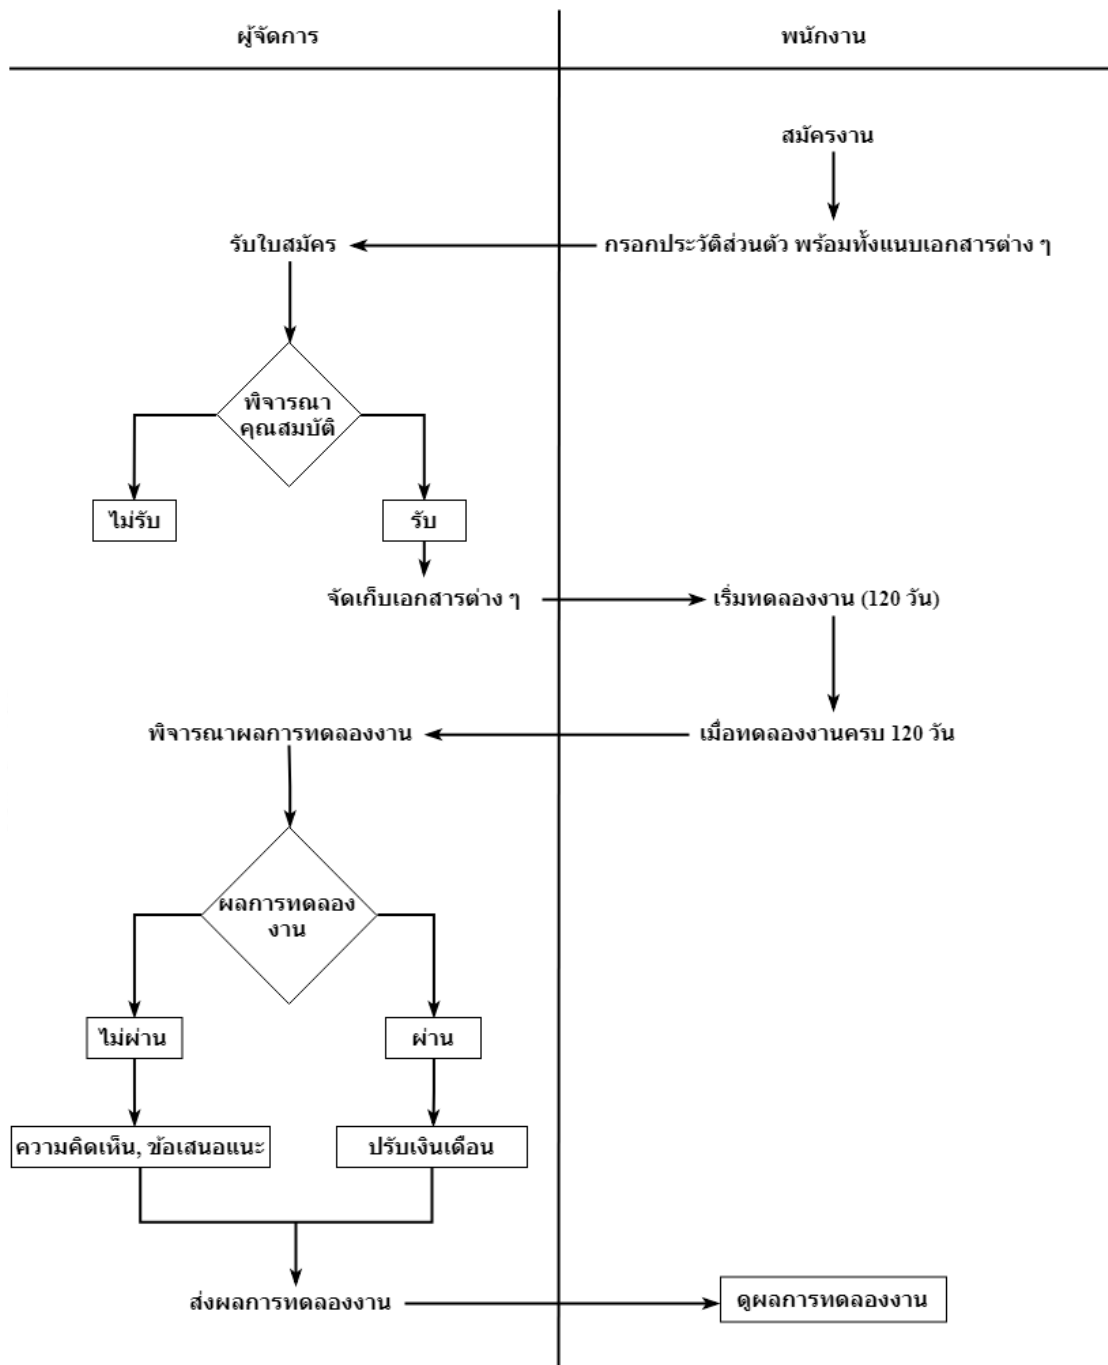 ผู้จัดการ
พนักงาน
สมัครงาน
รับใบสมัคร
กรอกประวัติส่วนตัว พร้อมทั้งแนบเอกสารต่าง ๆ
พิจารณา
คุณสมบัติ
ไม่รับ
รับ
จัดเก็บเอกสารต่าง ๆ
เริ่มทดลองงาน (120 วัน)
พิจารณาผลการทดลองงาน
เมื่อทดลองงานครบ 120 วัน
ผลการทดลอง
งาน
ไม่ผ่าน
ผ่าน
ความคิดเห็น, ข้อเสนอแนะ
ปรับเงินเดือน
ส่งผลการทดลองงาน
ดูผลการทดลองงาน